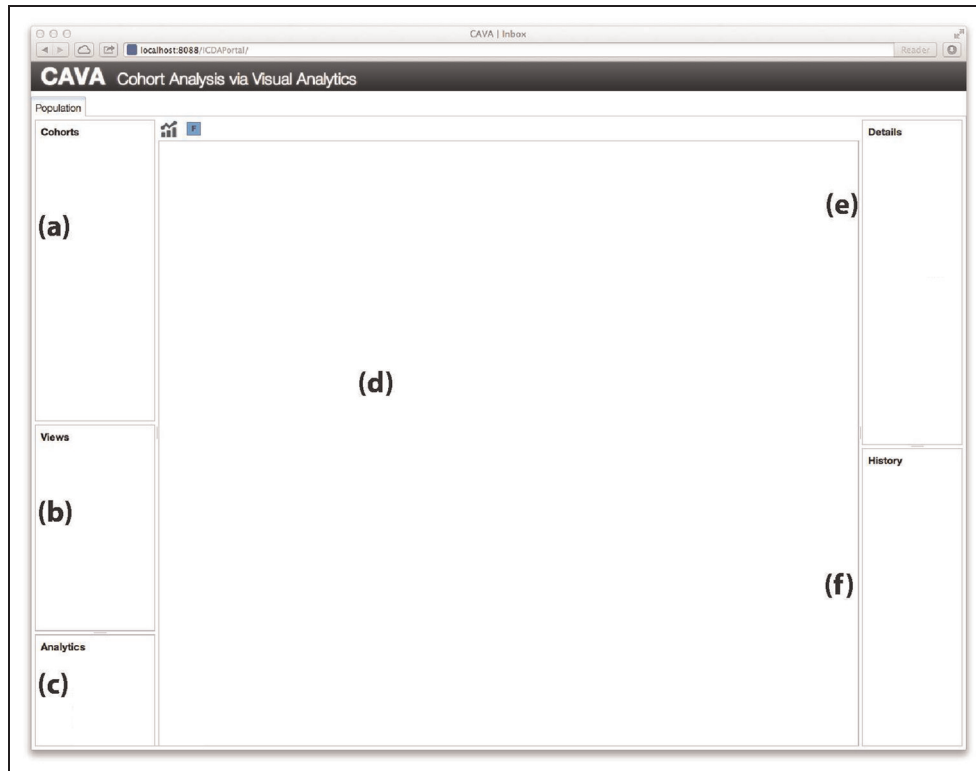 CAVA | Inbox
localhost:8088/ICDAPortal/
Reader
CAVA Cohort Analysis via Visual Analytics
Population
Cohorts
F
Details
(a)
(e)
(d)
Views
History
(b)
(f)
Analytics
(c)